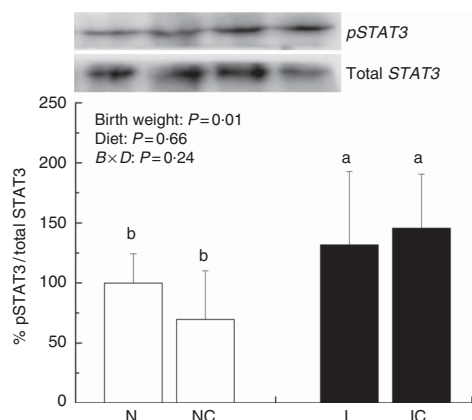 pSTAT3
Total STAT3
250
200
150
100
50
0
% pSTAT3/total STAT3
Birth weight: P=0·01
Diet: P=0·66
B×D: P=0·24
b
b
a
a
N NC I IC